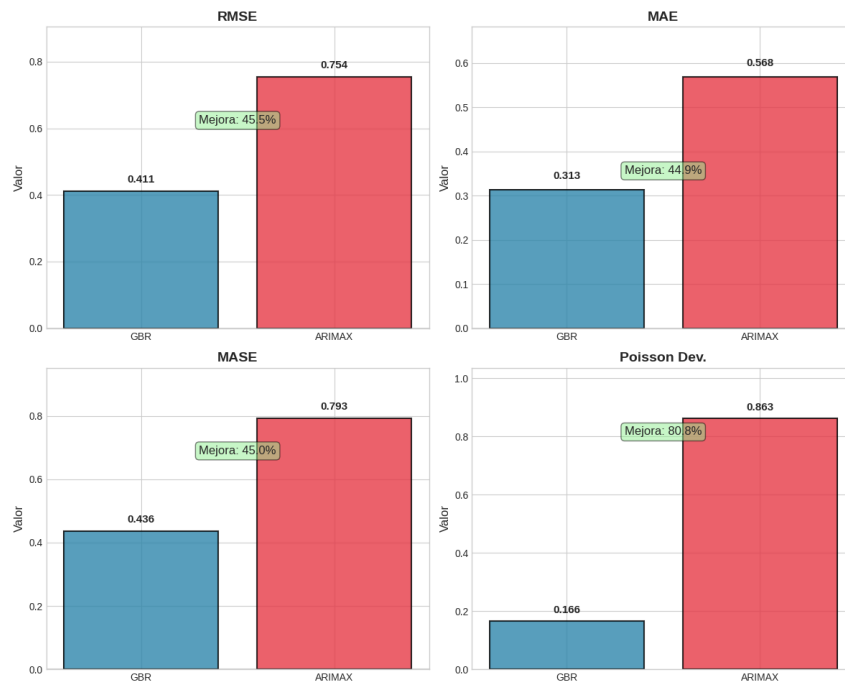 RMSE
Valor
0.8
0.6
0.4
0.2
0.0
0.411
0.754
Mejora: 45.5%
GBR
ARIMAX
MAE
Valor
0.6
0.5
0.4
0.3
0.2
0.1
0.0
0.313
0.568
Mejora: 44.9%
GBR
ARIMAX
MASE
Valor
0.8
0.6
0.4
0.2
0.0
0.436
0.793
Mejora: 45.0%
GBR
ARIMAX
Poisson Dev.
Valor
1.0
0.8
0.6
0.4
0.2
0.0
0.166
0.863
Mejora: 80.8%
GBR
ARIMAX